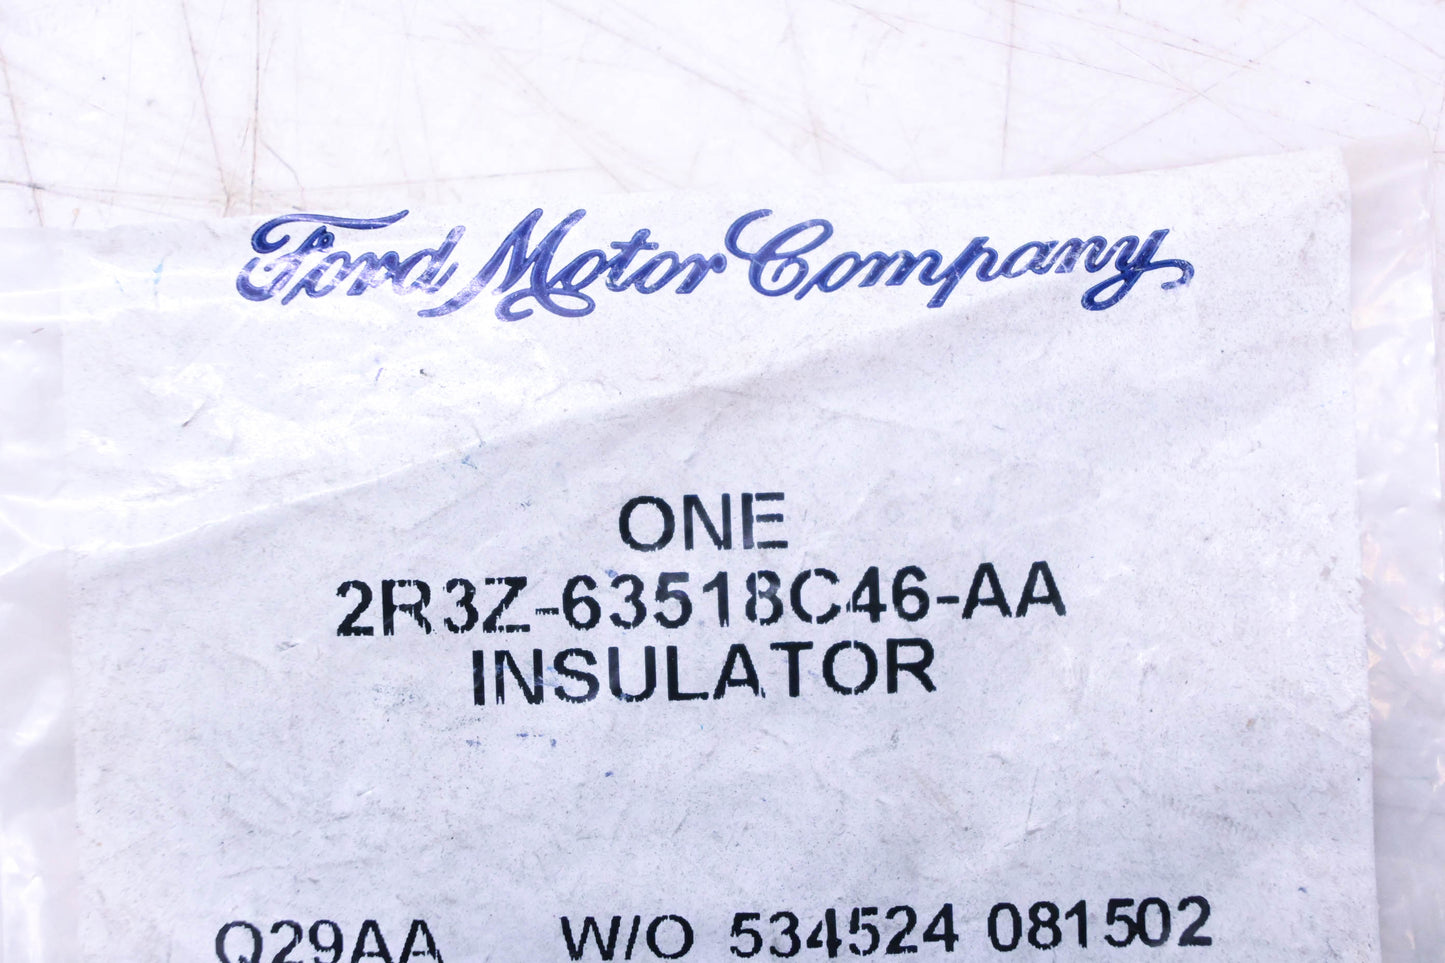 Ford Motor Company
ONE
2R3Z-63518C46-AA
INSULATOR
Q29AA W/O 534524 081502